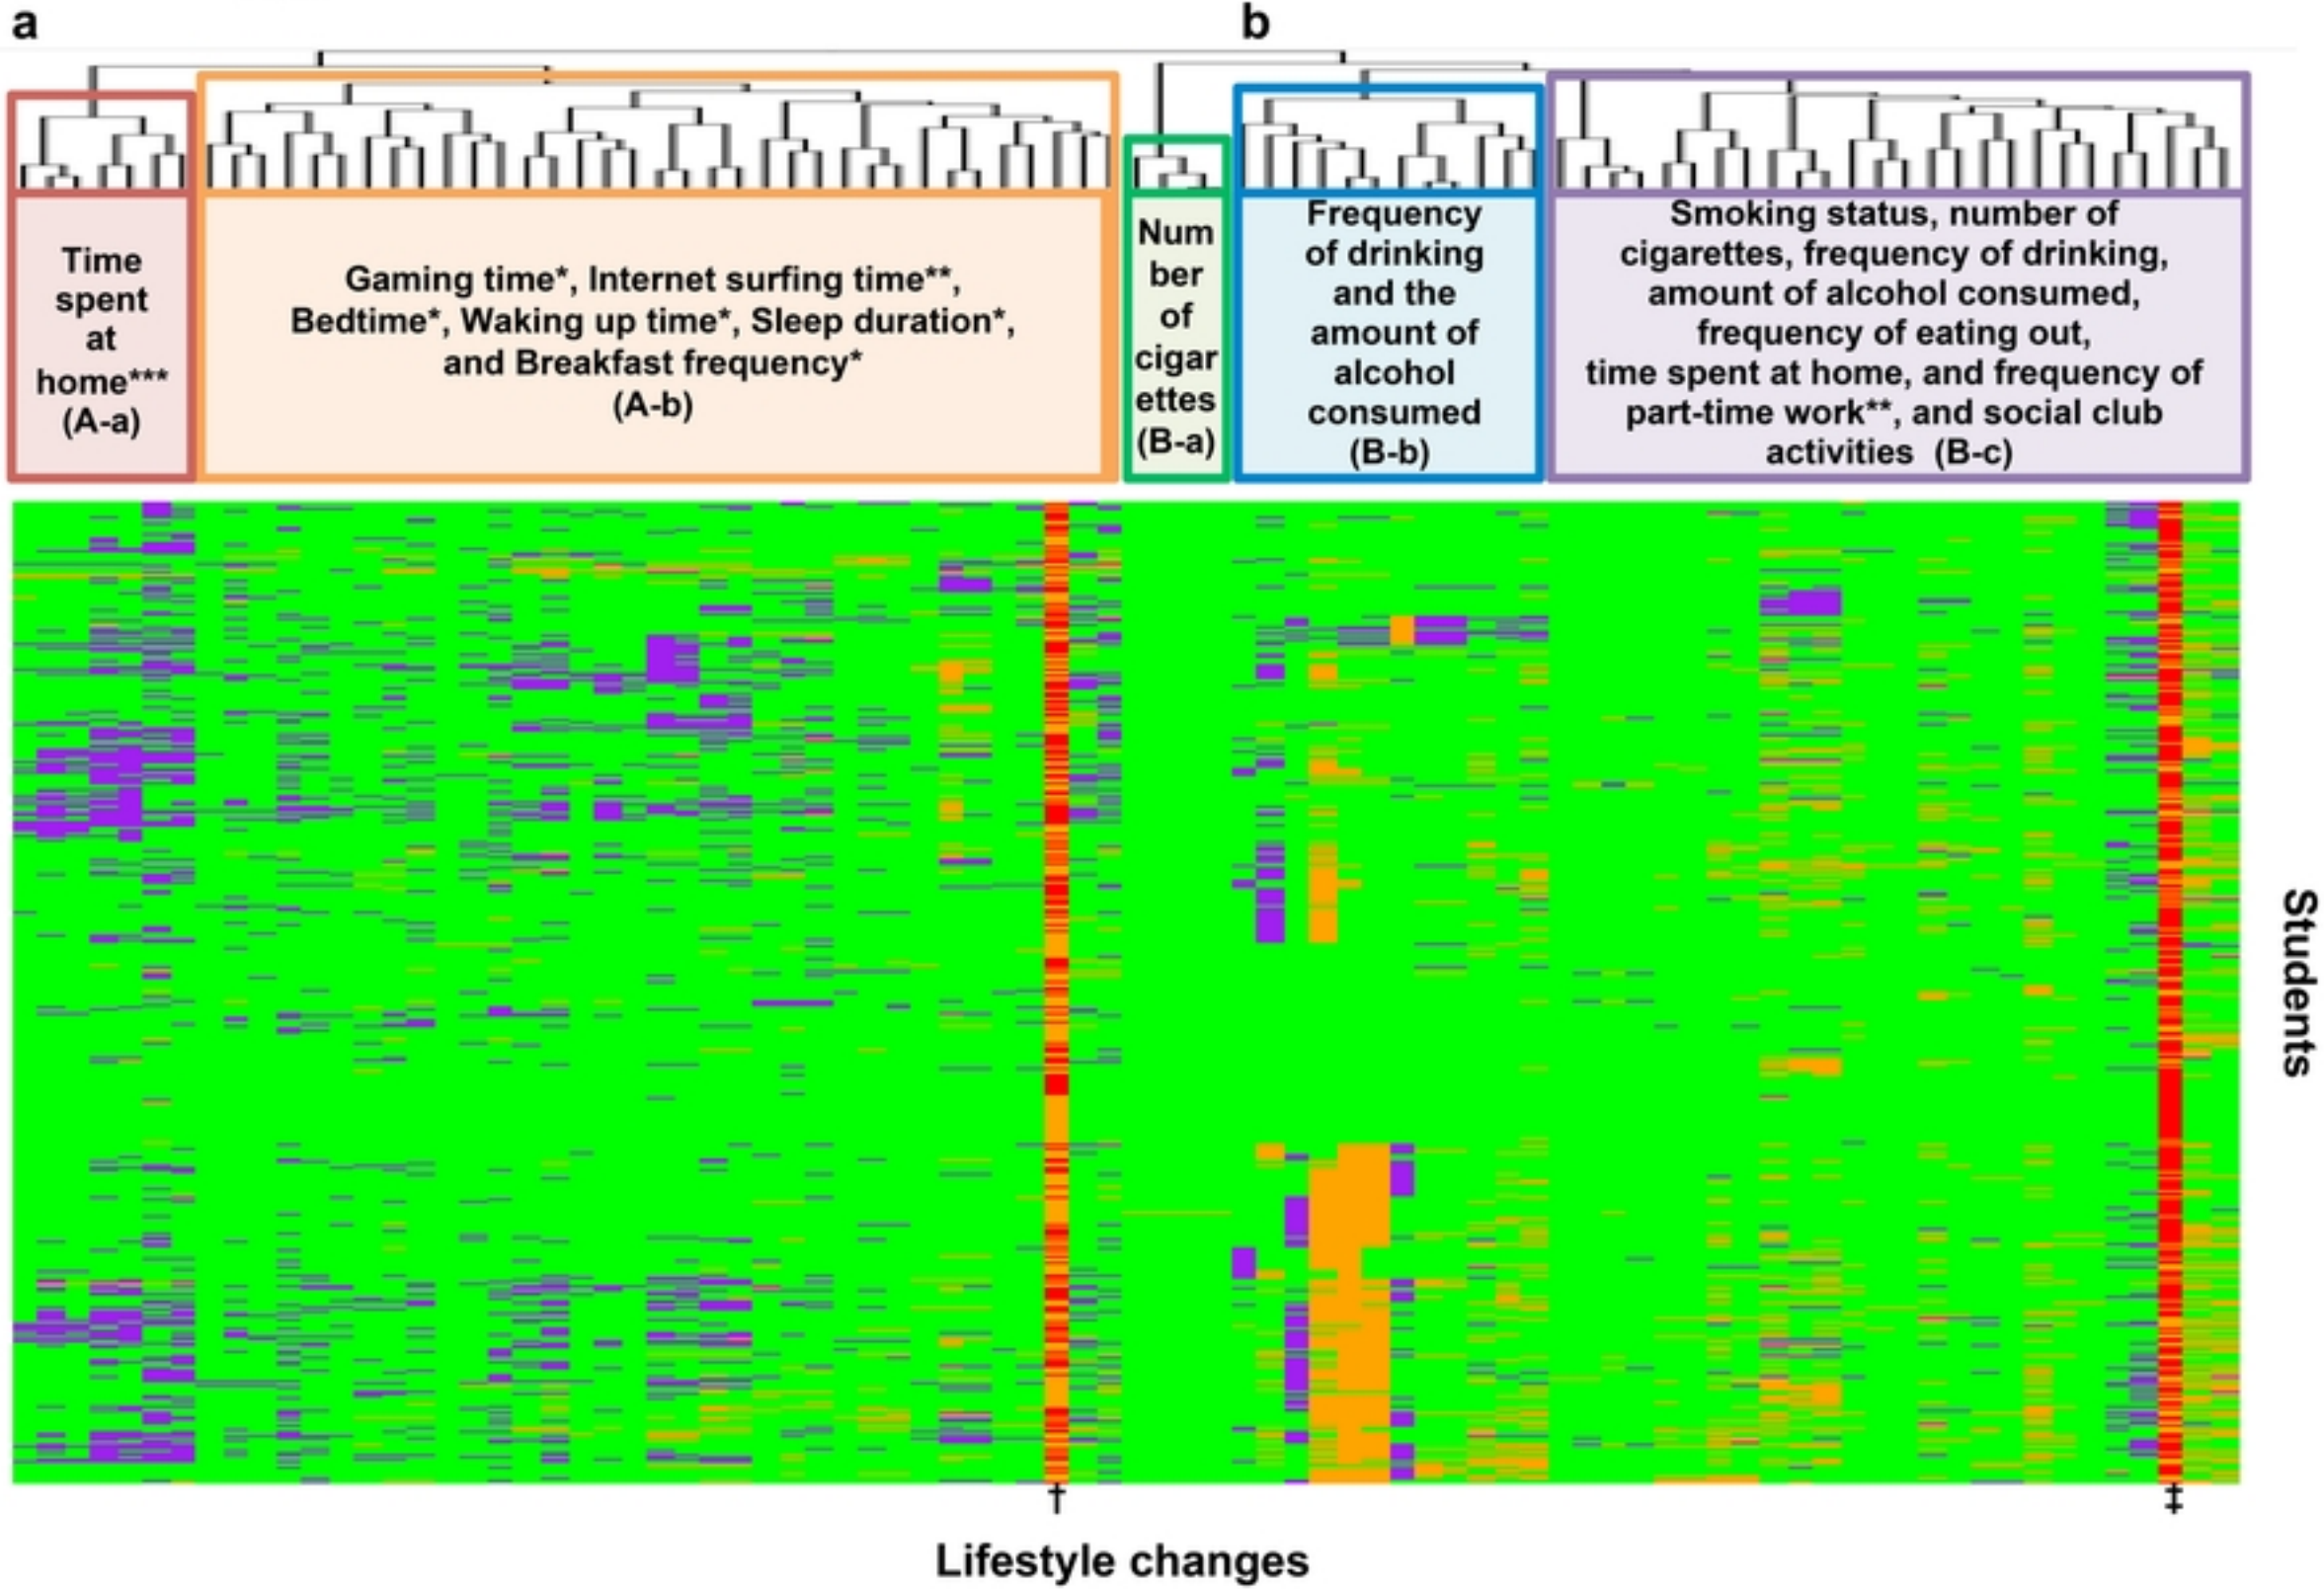 a
b
Time
spent
at
home***
(A-a)
Gaming time*, Internet surfing time**,
Bedtime*, Waking up time*, Sleep duration*,
and Breakfast frequency*
(A-b)
Num
ber
of
cigar
ettes
(B-a)
Frequency
of drinking
and the
amount of
alcohol
consumed
(B-b)
Smoking status, number of
cigarettes, frequency of drinking,
amount of alcohol consumed,
frequency of eating out,
time spent at home, and frequency of
part-time work**, and social club
activities (B-c)
Students
†
‡
Lifestyle changes